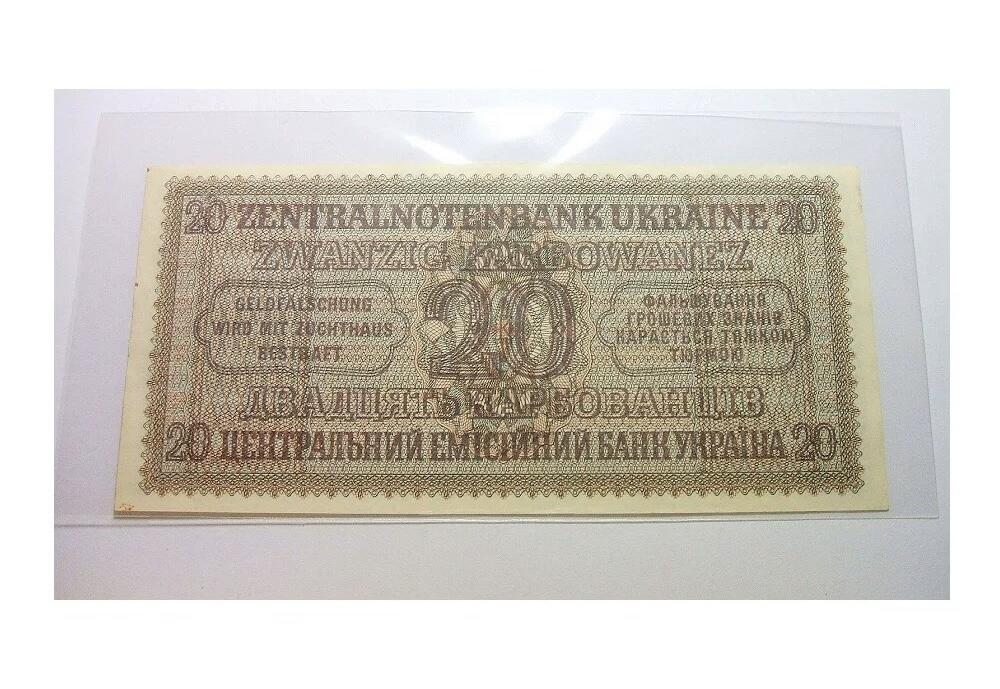 20 ZENTRALNOTENBANK UKRAINE 20
ZWANZIG KARBOWANEZ
GELDFÄLSCHUNG
WIRD MIT ZUCHTHAUS
BESTRAFT
20
ФАЛЬШУВАННЯ
ГРОШЕВИХ ЗНАКІВ
КАРАЄТЬСЯ ТЯЖКОЮ
ТЮРМОЮ
ДВАДЦЯТЬ КАРБОВАНЦІВ
20 ЦЕНТРАЛЬНИЙ ЕМІСІЙНИЙ БАНК УКРАЇНА 20